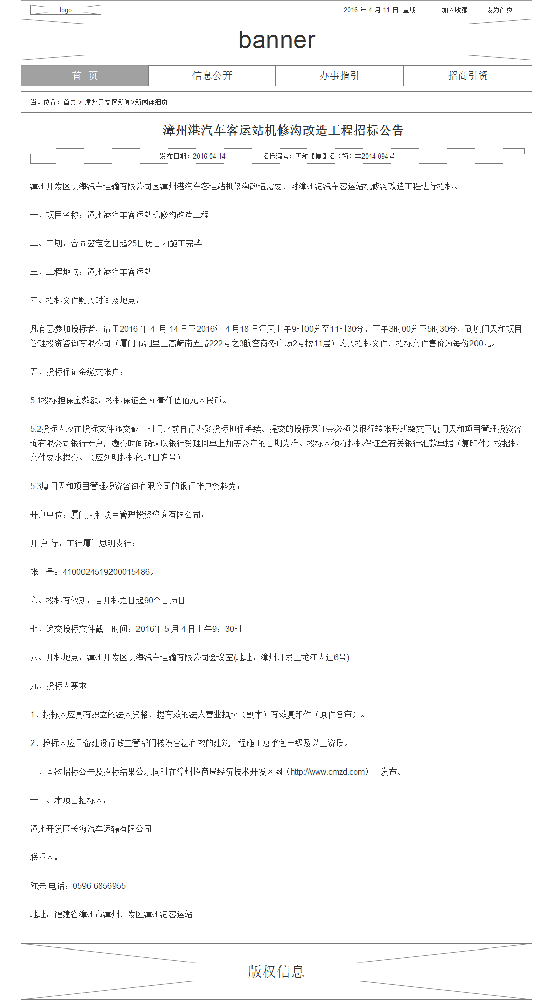 logo
2016 年 4 月 11 日  星期一 加入收藏 设为首页
banner
首 页 信息公开 办事指引 招商引资
当前位置：首页 > 漳州开发区新闻>新闻详细页
漳州港汽车客运站机修沟改造工程招标公告
发布日期：2016-04-14 招标编号：天和【厦】招（施）字2014-094号
漳州开发区长海汽车运输有限公司因漳州港汽车客运站机修沟改造需要，对漳州港汽车客运站机修沟改造工程进行招标。
一、项目名称：漳州港汽车客运站机修沟改造工程
二、工期：合同签定之日起25日历日内施工完毕
三、工程地点：漳州港汽车客运站
四、招标文件购买时间及地点：
凡有意参加投标者，请于2016 年 4  月 14 日至2016年 4 月18 日每天上午9时00分至11时30分，下午3时00分至5时30分，到厦门天和项目
管理投资咨询有限公司（厦门市湖里区高崎南五路222号之3航空商务广场2号楼11层）购买招标文件，招标文件售价为每份200元。
五、投标保证金缴交帐户：
5.1投标担保金数额：投标保证金为 壹仟伍佰元人民币。
5.2投标人应在投标文件递交截止时间之前自行办妥投标担保手续。提交的投标保证金必须以银行转帐形式缴交至厦门天和项目管理投资咨
询有限公司银行专户，缴交时间确认以银行受理回单上加盖公章的日期为准。投标人须将投标保证金有关银行汇款单据（复印件）按招标
文件要求提交。（应列明投标的项目编号）
5.3厦门天和项目管理投资咨询有限公司的银行帐户资料为：
开户单位：厦门天和项目管理投资咨询有限公司；
开 户 行：工行厦门思明支行；
帐　号：4100024519200015486。
六、投标有效期：自开标之日起90个日历日
七、递交投标文件截止时间：2016年 5 月 4 日上午9：30时
八、开标地点：漳州开发区长海汽车运输有限公司会议室(地址：漳州开发区龙江大道6号)
九、投标人要求
1、投标人应具有独立的法人资格，提有效的法人营业执照（副本）有效复印件（原件备审）。
2、投标人应具备建设行政主管部门核发合法有效的建筑工程施工总承包三级及以上资质。
十、本次招标公告及招标结果公示同时在漳州招商局经济技术开发区网（http://www.cmzd.com）上发布。
十一、本项目招标人：
漳州开发区长海汽车运输有限公司
联系人：
陈先 电话：0596-6856955
地址：福建省漳州市漳州开发区漳州港客运站
版权信息